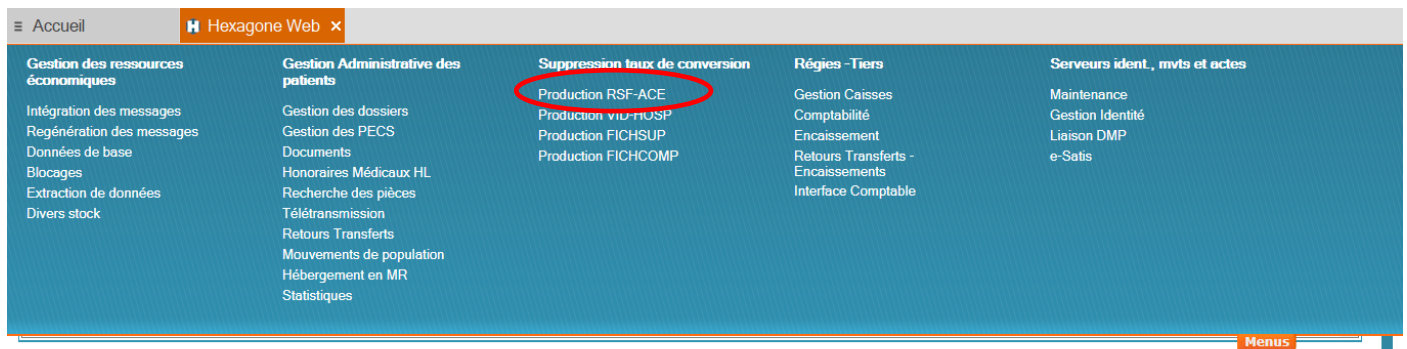 Accueil
Hexagone Web
Gestion des ressources
économiques
Intégration des messages
Regénération des messages
Données de base
Blocages
Extraction de données
Divers stock
Gestion Administrative des
patients
Gestion des dossiers
Gestion des PECS
Documents
Honoraires Médicaux HL
Recherche des pièces
Télétransmission
Retours Transferts
Mouvements de population
Hébergement en MR
Statistiques
Suppression taux de conversion
Production RSF-ACE
Production VID-HOSP
Production FICHSUP
Production FICHCOMP
Régies -Tiers
Gestion Caisses
Comptabilité
Encaissement
Retours Transferts -
Encaissements
Interface Comptable
Serveurs ident., mvts et actes
Maintenance
Gestion Identité
Liaison DMP
e-Satis
Menus